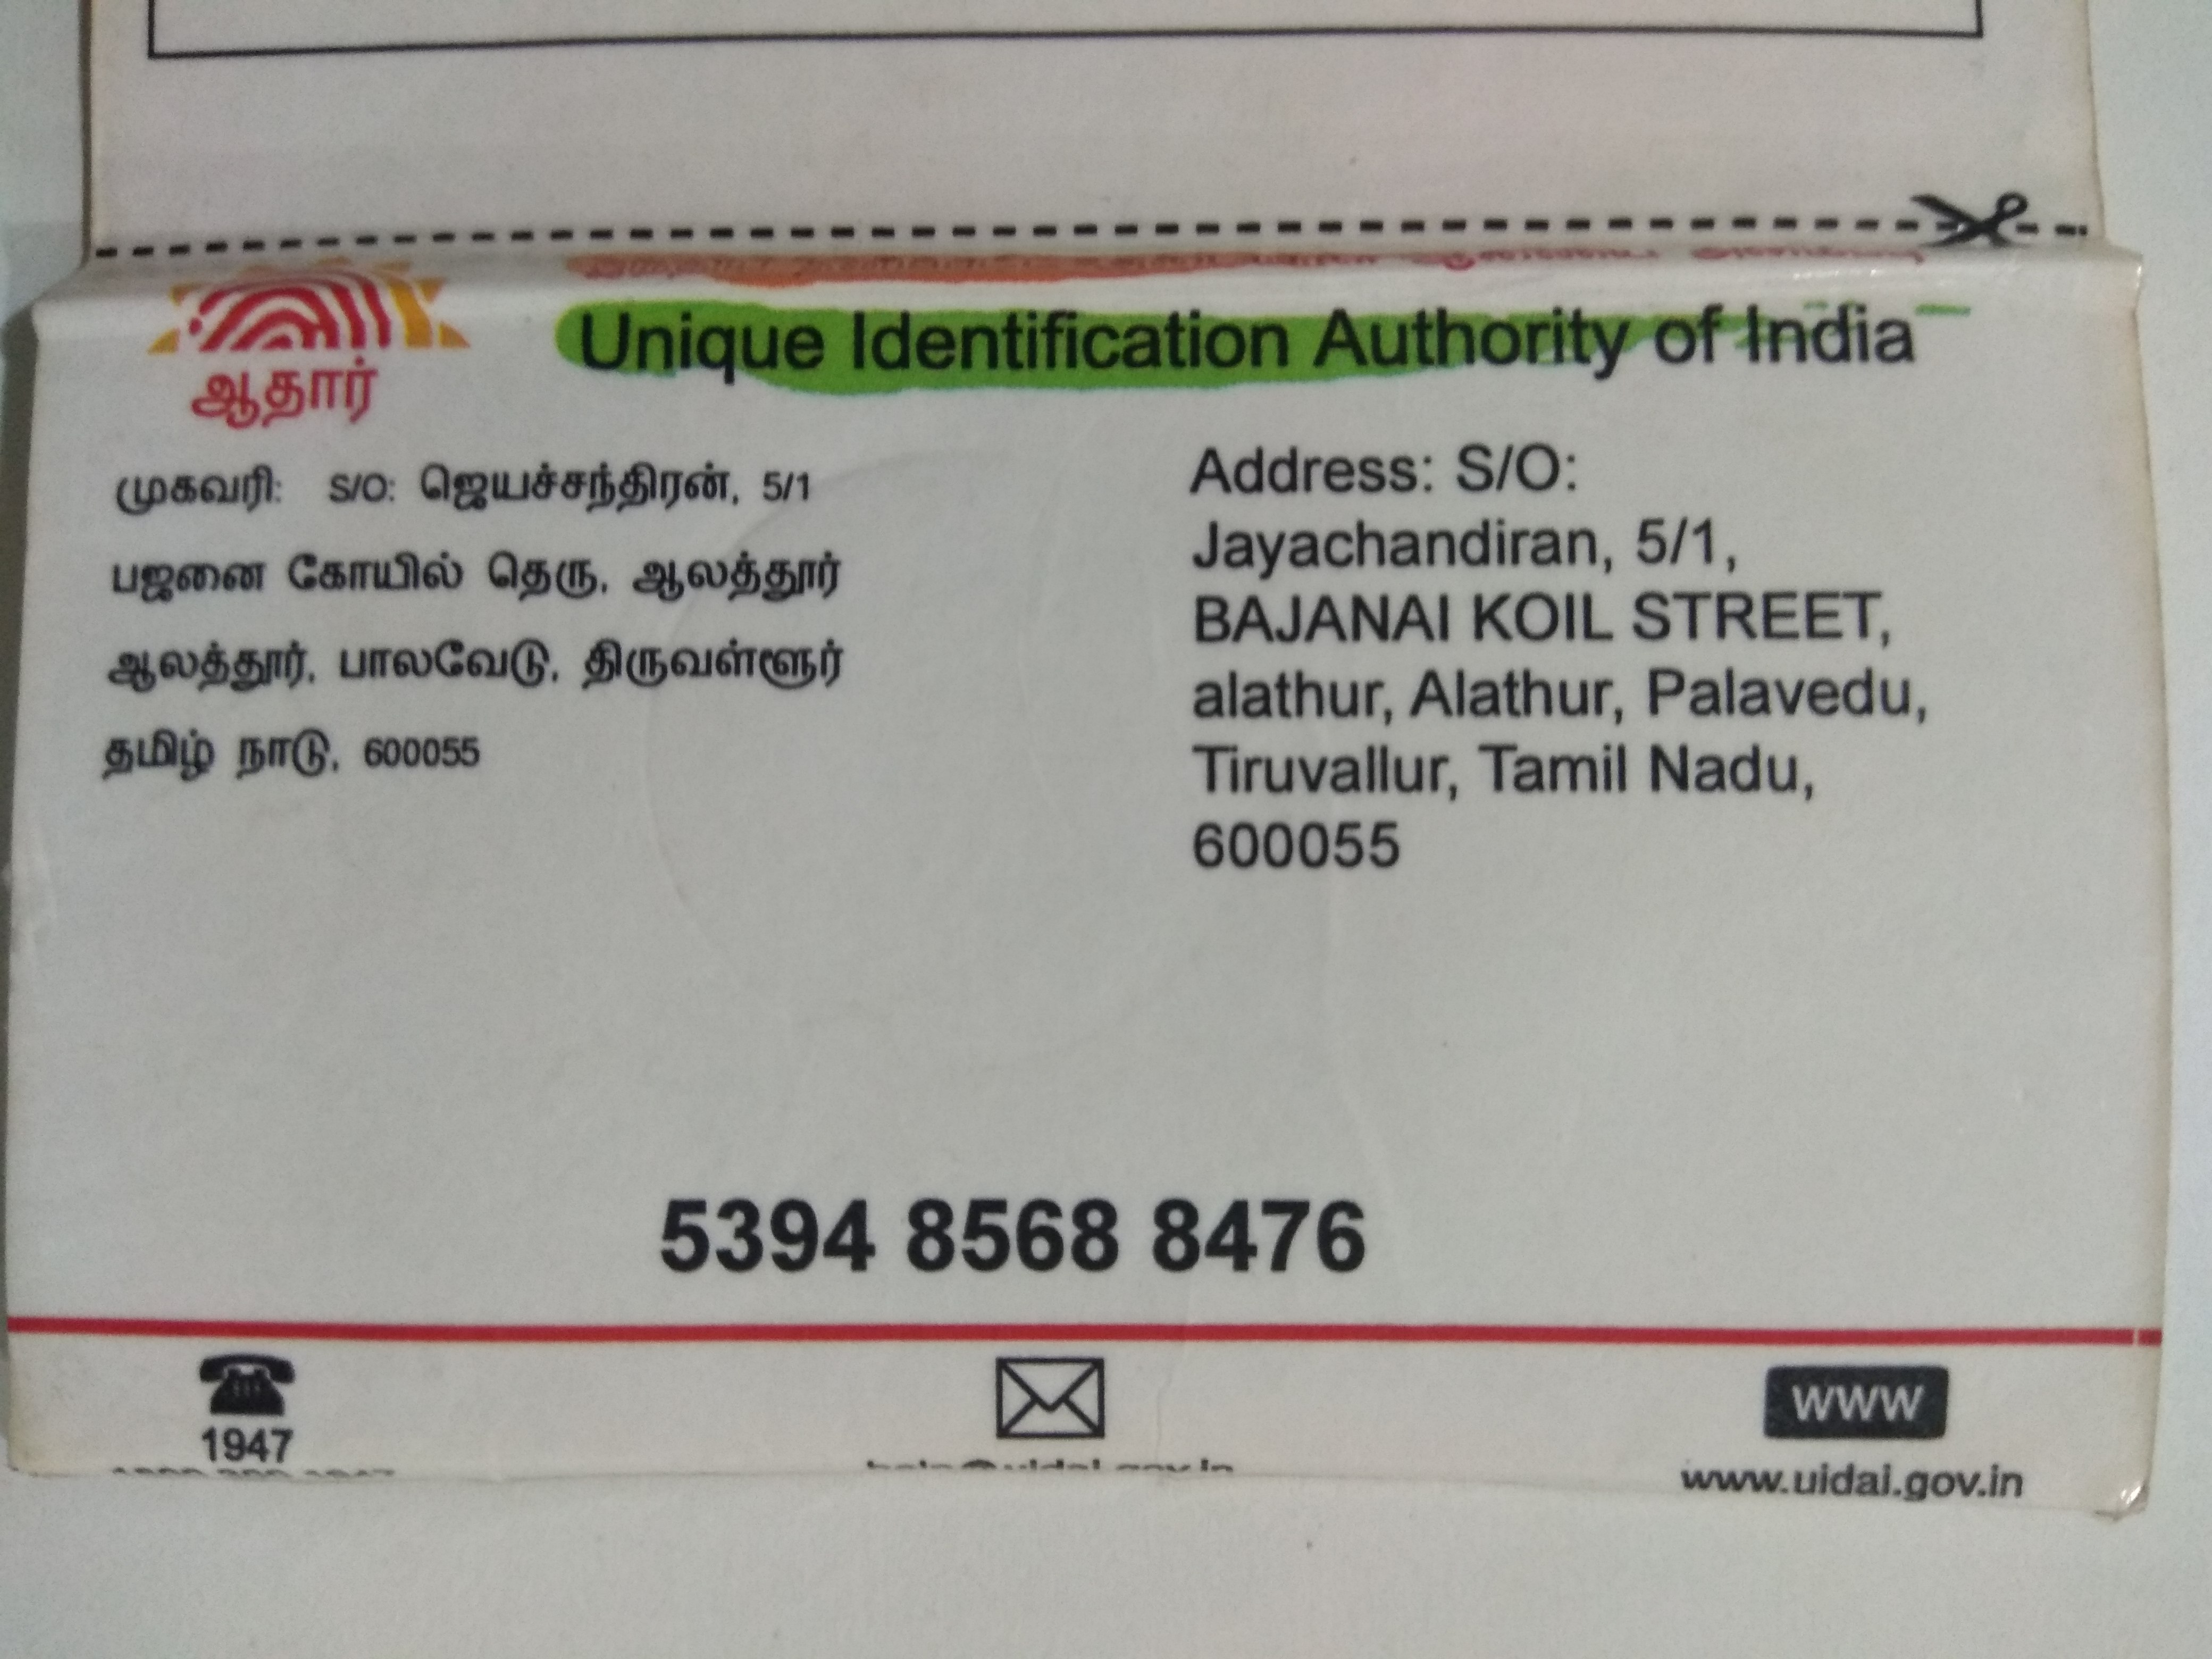 ஆதார்
Unique Identification Authority of India
முகவரி: S/O: ஜெயச்சந்திரன், 5/1
பஜனை கோயில் தெரு, ஆலத்தூர்
ஆலத்தூர், பாலவேடு, திருவள்ளூர்
தமிழ் நாடு, 600055
Address: S/O:
Jayachandiran, 5/1,
BAJANAI KOIL STREET,
alathur, Alathur, Palavedu,
Tiruvallur, Tamil Nadu,
600055
5394 8568 8476
1947
www
www.uidai.gov.in